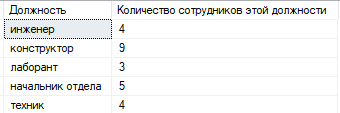 Должность Количество сотрудников этой должности
инженер 4
конструктор 9
лаборант 3
начальник отдела 5
техник 4